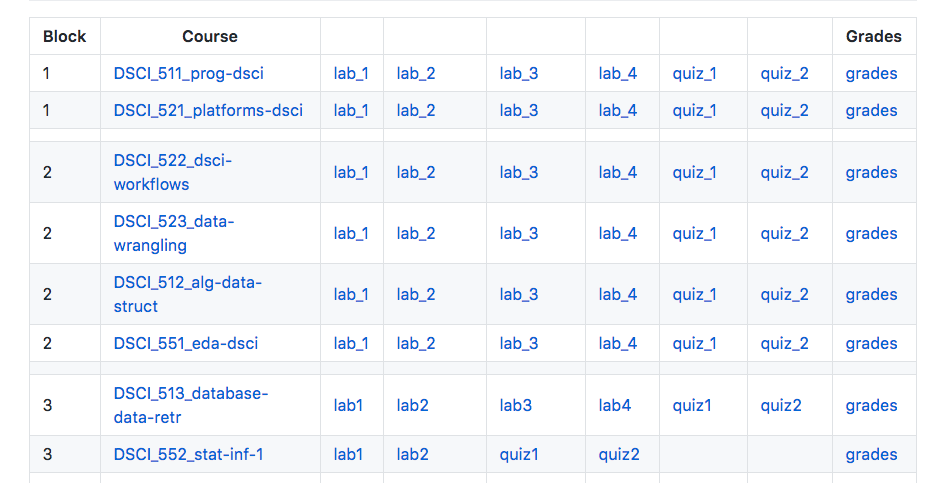 Block Course Grades
1 DSCI_511_prog-dsci lab_1 lab_2 lab_3 lab_4 quiz_1 quiz_2 grades
1 DSCI_521_platforms-dsci lab_1 lab_2 lab_3 lab_4 quiz_1 quiz_2 grades
2 DSCI_522_dsci-
workflows lab_1 lab_2 lab_3 lab_4 quiz_1 quiz_2 grades
2 DSCI_523_data-
wrangling lab_1 lab_2 lab_3 lab_4 quiz_1 quiz_2 grades
2 DSCI_512_alg-data-
struct lab_1 lab_2 lab_3 lab_4 quiz_1 quiz_2 grades
2 DSCI_551_eda-dsci lab_1 lab_2 lab_3 lab_4 quiz_1 quiz_2 grades
3 DSCI_513_database-
data-retr lab1 lab2 lab3 lab4 quiz1 quiz2 grades
3 DSCI_552_stat-inf-1 lab1 lab2 quiz1 quiz2 grades